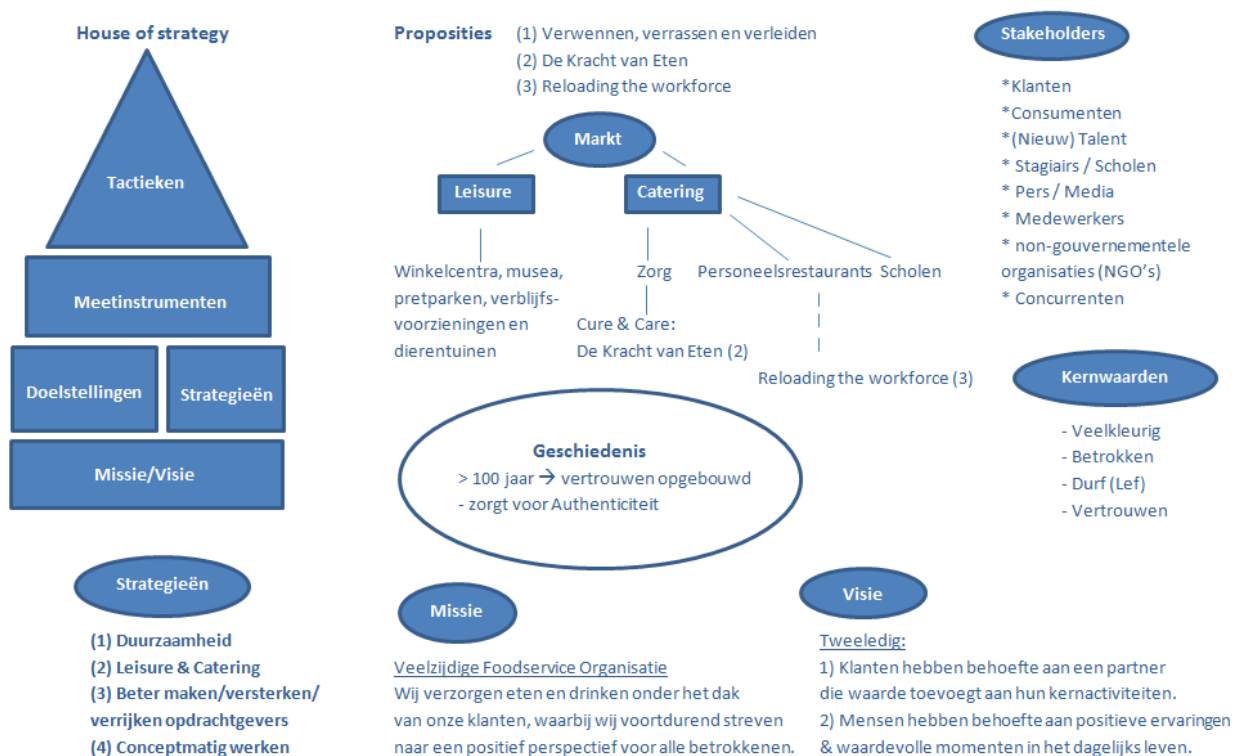 House of strategy
Tactieken
Meetinstrumenten
Doelstellingen
Strategieën
Missie/Visie
Proposities
(1) Verwennen, verrassen en verleiden
(2) De Kracht van Eten
(3) Reloading the workforce
Markt
Leisure
Catering
Winkelcentra, musea,
pretparken, verblijfs-
voorzieningen en
dierentuinen
Zorg
Personeelsrestaurants
Scholen
Cure & Care:
De Kracht van Eten (2)
Reloading the workforce (3)
Stakeholders
*Klanten
*Consumenten
*(Nieuw) Talent
* Stagiairs / Scholen
* Pers / Media
* Medewerkers
* non-gouvernementele
organisaties (NGO's)
* Concurrenten
Geschiedenis
> 100 jaar → vertrouwen opgebouwd
- zorgt voor Authenticiteit
Kernwaarden
- Veelkleurig
- Betrokken
- Durf (Lef)
- Vertrouwen
Strategieën
(1) Duurzaamheid
(2) Leisure & Catering
(3) Beter maken/versterken/
verrijken opdrachtgevers
(4) Conceptmatig werken
Missie
Veelzijdige Foodservice Organisatie
Wij verzorgen eten en drinken onder het dak
van onze klanten, waarbij wij voortdurend streven
naar een positief perspectief voor alle betrokkenen.
Visie
Tweeledig:
1) Klanten hebben behoefte aan een partner
die waarde toevoegt aan hun kernactiviteiten.
2) Mensen hebben behoefte aan positieve ervaringen
& waardevolle momenten in het dagelijks leven.